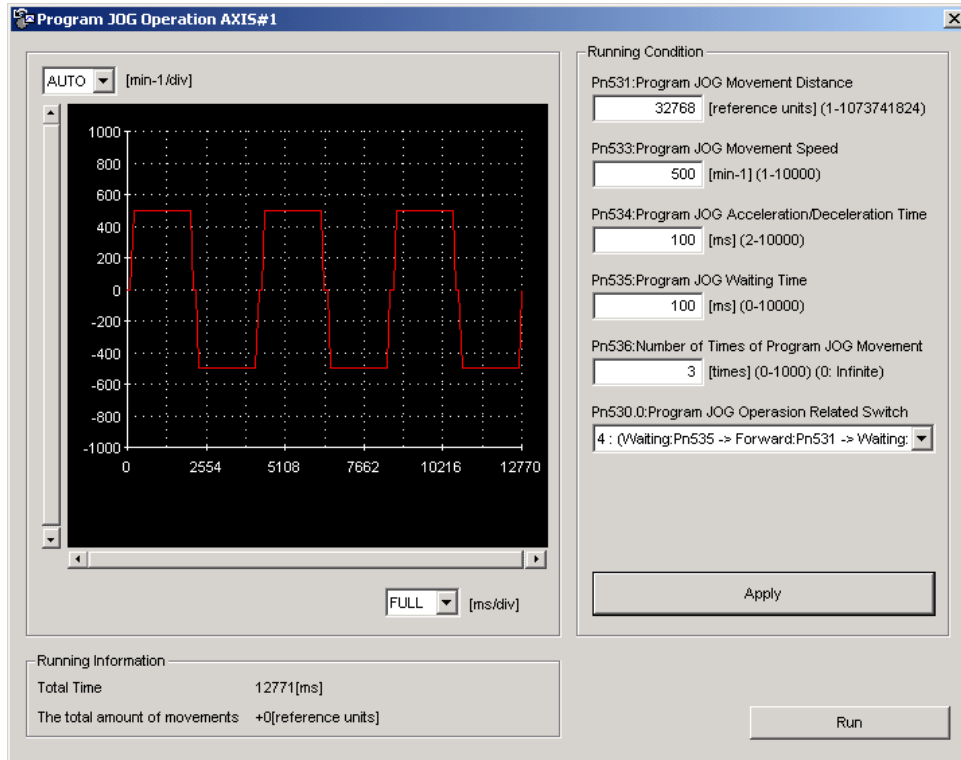 Program JOG Operation AXIS#1
AUTO [min-1/div]
1000
800
600
400
200
0
-200
-400
-600
-800
-1000
0 2554 5108 7662 10216 12770
FULL [ms/div]
Running Condition
Pn531:Program JOG Movement Distance
32768 [reference units] (1-1073741824)
Pn533:Program JOG Movement Speed
500 [min-1] (1-10000)
Pn534:Program JOG Acceleration/Deceleration Time
100 [ms] (2-10000)
Pn535:Program JOG Waiting Time
100 [ms] (0-10000)
Pn536:Number of Times of Program JOG Movement
3 [times] (0-1000) (0: Infinite)
Pn530.0:Program JOG Operasion Related Switch
4 : (Waiting:Pn535 -> Forward:Pn531 -> Waiting:
Apply
Running Information
Total Time 12771[ms]
The total amount of movements +0[reference units]
Run